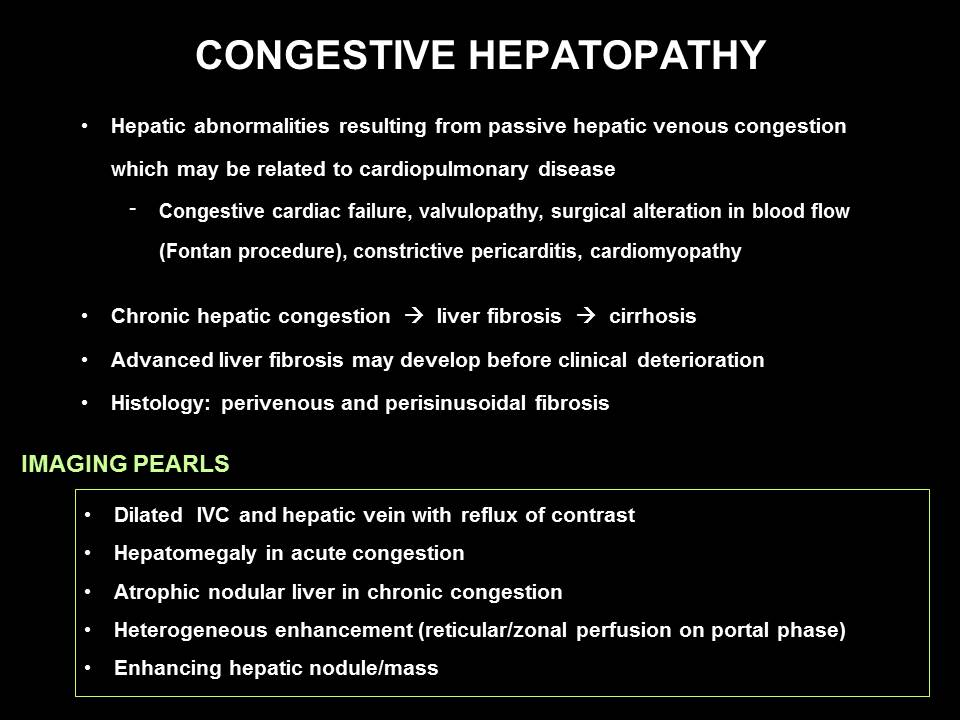 CONGESTIVE HEPATOPATHY
• Hepatic abnormalities resulting from passive hepatic venous congestion
which may be related to cardiopulmonary disease
- Congestive cardiac failure, valvulopathy, surgical alteration in blood flow
(Fontan procedure), constrictive pericarditis, cardiomyopathy
• Chronic hepatic congestion → liver fibrosis → cirrhosis
• Advanced liver fibrosis may develop before clinical deterioration
• Histology: perivenous and perisinusoidal fibrosis
IMAGING PEARLS
• Dilated IVC and hepatic vein with reflux of contrast
• Hepatomegaly in acute congestion
• Atrophic nodular liver in chronic congestion
• Heterogeneous enhancement (reticular/zonal perfusion on portal phase)
• Enhancing hepatic nodule/mass